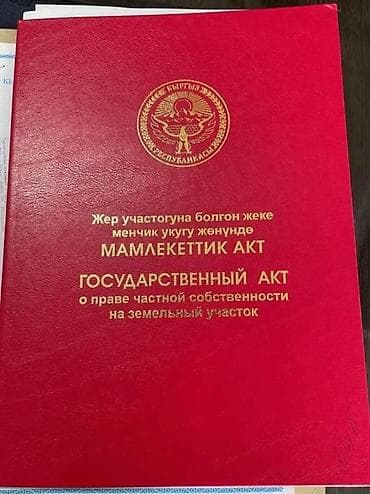 КЫРГЫЗ
РЕСПУБЛИКАСЫ
Жер участогуна болгон жеке
менчик укугу жөнүндө
МАМЛЕКЕТТИК АКТ
ГОСУДАРСТВЕННЫЙ АКТ
о праве частной собственности
на земельный участок